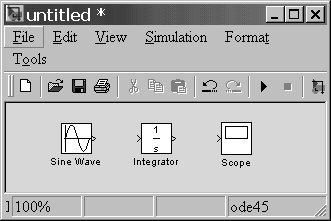 untitled *
File Edit View Simulation Format
Tools
1
s
Sine Wave Integrator Scope
100% ode45